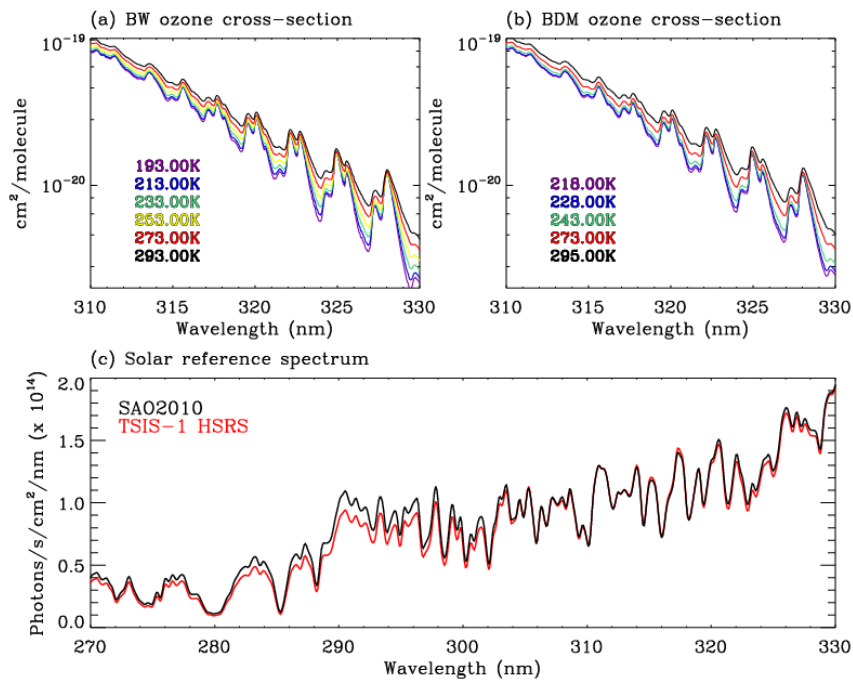 (a) BW ozone cross-section
10⁻¹⁹
10⁻²⁰
cm²/molecule
193.00K
213.00K
233.00K
253.00K
273.00K
293.00K
310 315 320 325 330
Wavelength (nm)
(b) BDM ozone cross-section
10⁻¹⁹
10⁻²⁰
cm²/molecule
218.00K
228.00K
243.00K
273.00K
295.00K
310 315 320 325 330
Wavelength (nm)
(c) Solar reference spectrum
Photons/s/cm²/nm (x 10¹⁴)
2.0
1.5
1.0
0.5
0.0
SAO2010
TSIS-1 HSRS
270 280 290 300 310 320 330
Wavelength (nm)